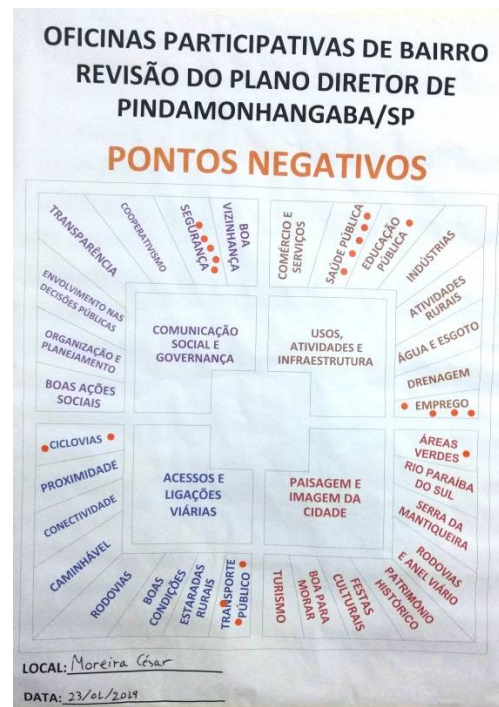 OFICINAS PARTICIPATIVAS DE BAIRRO
REVISÃO DO PLANO DIRETOR DE
PINDAMONHANGABA/SP
PONTOS NEGATIVOS
TRANSPARÊNCIA
COOPERATIVISMO
SEGURANÇA
BOA
VIZINHANÇA
ENVOLVIMENTO NAS
DECISÕES PÚBLICAS
ORGANIZAÇÃO E
PLANEJAMENTO
BOAS AÇÕES
SOCIAIS
COMUNICAÇÃO
SOCIAL E
GOVERNANÇA
COMÉRCIO E
SERVIÇOS
SAÚDE PÚBLICA
EDUCAÇÃO
PÚBLICA
INDÚSTRIAS
ATIVIDADES
RURAIS
ÁGUA E ESGOTO
DRENAGEM
EMPREGO
USOS,
ATIVIDADES E
INFRAESTRUTURA
CICLOVIAS
PROXIMIDADE
CONECTIVIDADE
CAMINHÁVEL
RODOVIAS
BOAS
CONDIÇÕES
ESTARADAS
RURAIS
TRANSPORTE
PÚBLICO
ACESSOS E
LIGAÇÕES
VIÁRIAS
PAISAGEM E
IMAGEM DA
CIDADE
ÁREAS
VERDES
RIO PARAÍBA
DO SUL
SERRA DA
MANTIQUEIRA
RODOVIAS
E ANEL VIÁRIO
PATRIMÔNIO
HISTÓRICO
FESTAS
CULTURAIS
BOA PARA
MORAR
TURISMO
LOCAL: Moreira César
DATA: 23/01/2019